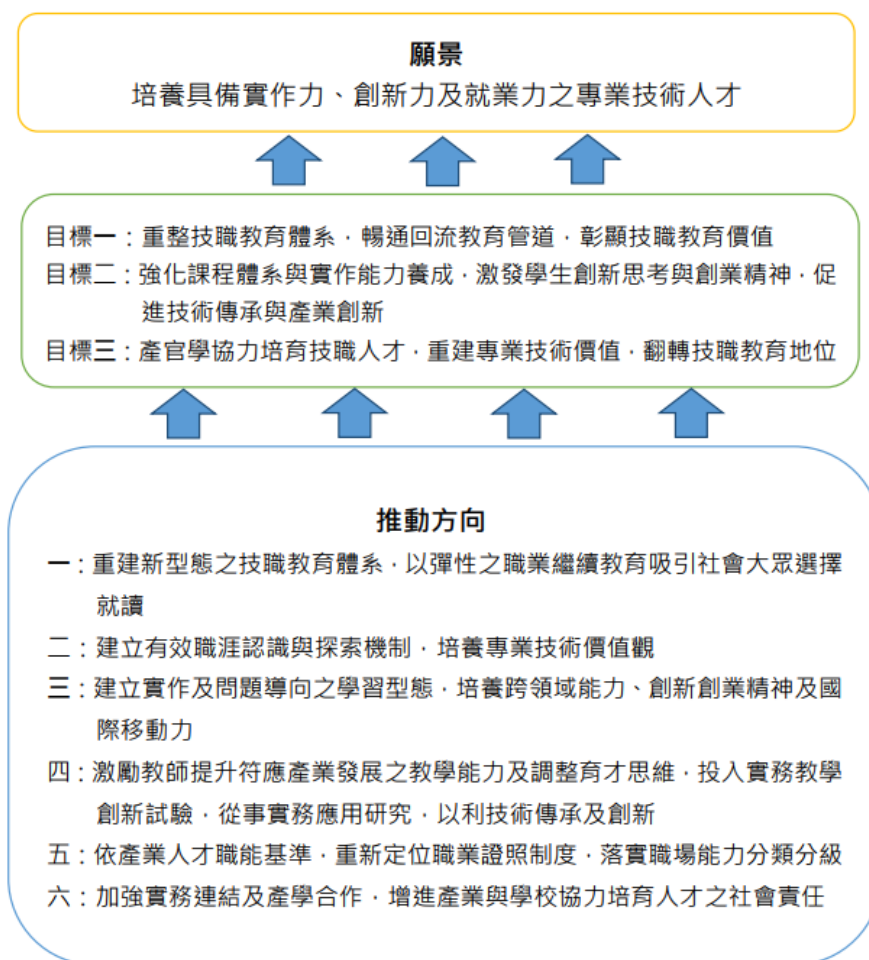 願景
培養具備實作力、創新力及就業力之專業技術人才
目標一：重整技職教育體系，暢通回流教育管道，彰顯技職教育價值
目標二：強化課程體系與實作能力養成，激發學生創新思考與創業精神，促
進技術傳承與產業創新
目標三：產官學協力培育技職人才，重建專業技術價值，翻轉技職教育地位
推動方向
一：重建新型態之技職教育體系，以彈性之職業繼續教育吸引社會大眾選擇
就讀
二：建立有效職涯認識與探索機制，培養專業技術價值觀
三：建立實作及問題導向之學習型態，培養跨領域能力、創新創業精神及國
際移動力
四：激勵教師提升符應產業發展之教學能力及調整育才思維，投入實務教學
創新試驗，從事實務應用研究，以利技術傳承及創新
五：依產業人才職能基準，重新定位職業證照制度，落實職場能力分類分級
六：加強實務連結及產學合作，增進產業與學校協力培育人才之社會責任